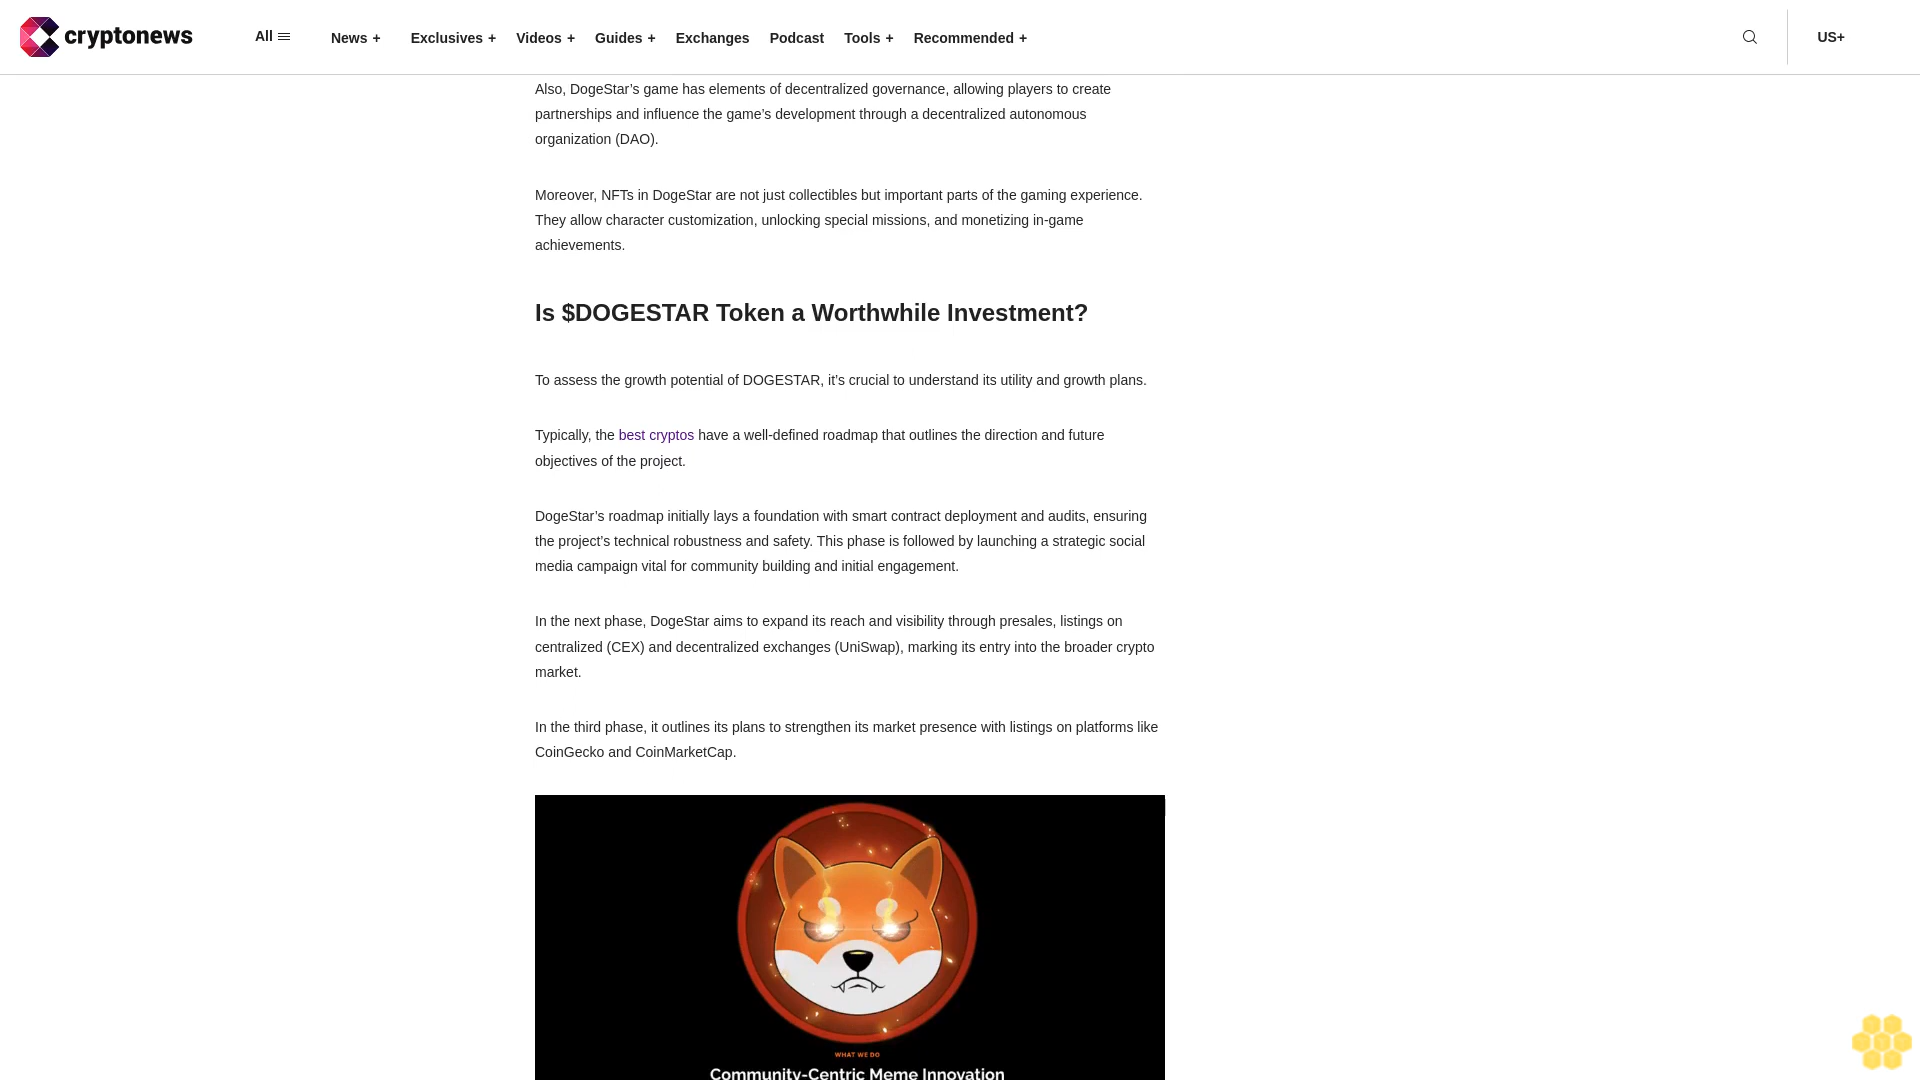 cryptonews
All
News +
Exclusives +
Videos +
Guides +
Exchanges
Podcast
Tools +
Recommended +
US+
Also, DogeStar’s game has elements of decentralized governance, allowing players to create
partnerships and influence the game’s development through a decentralized autonomous
organization (DAO).
Moreover, NFTs in DogeStar are not just collectibles but important parts of the gaming experience.
They allow character customization, unlocking special missions, and monetizing in-game
achievements.
Is $DOGESTAR Token a Worthwhile Investment?
To assess the growth potential of DOGESTAR, it’s crucial to understand its utility and growth plans.
Typically, the best cryptos have a well-defined roadmap that outlines the direction and future
objectives of the project.
DogeStar’s roadmap initially lays a foundation with smart contract deployment and audits, ensuring
the project’s technical robustness and safety. This phase is followed by launching a strategic social
media campaign vital for community building and initial engagement.
In the next phase, DogeStar aims to expand its reach and visibility through presales, listings on
centralized (CEX) and decentralized exchanges (UniSwap), marking its entry into the broader crypto
market.
In the third phase, it outlines its plans to strengthen its market presence with listings on platforms like
CoinGecko and CoinMarketCap.
WHAT WE DO
Community-Centric Meme Innovation